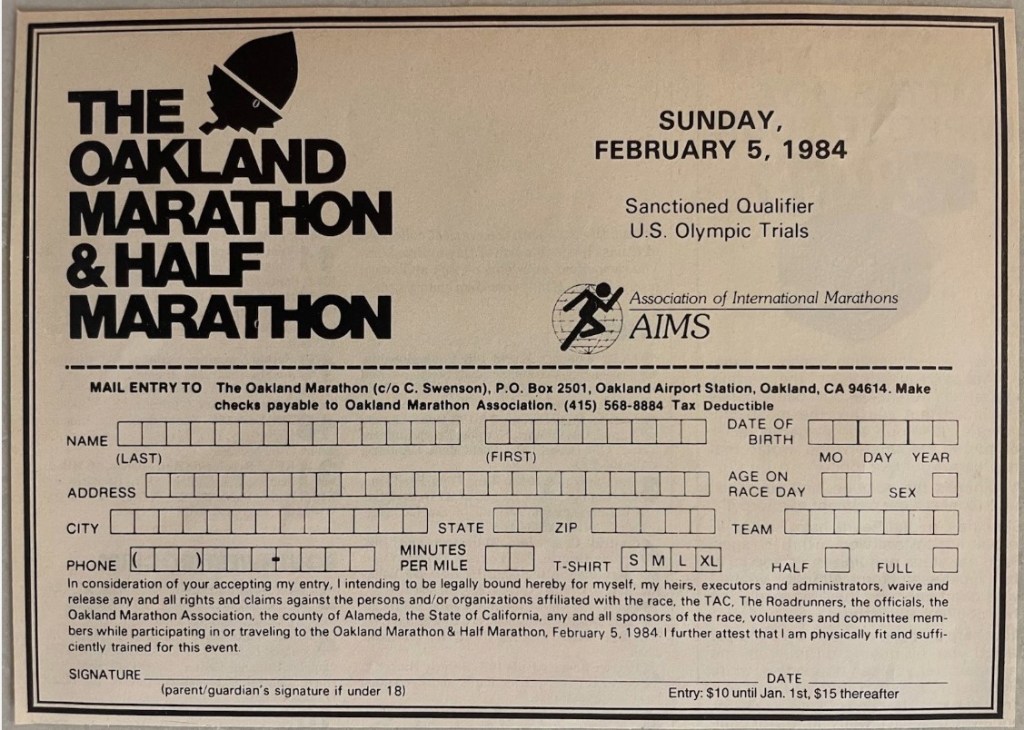 THE
OAKLAND
MARATHON
& HALF
MARATHON
SUNDAY,
FEBRUARY 5, 1984
Sanctioned Qualifier
U.S. Olympic Trials
Association of International Marathons
AIMS
MAIL ENTRY TO The Oakland Marathon (c/o C. Swenson), P.O. Box 2501, Oakland Airport Station, Oakland, CA 94614. Make
checks payable to Oakland Marathon Association. (415) 568-8884 Tax Deductible
NAME DATE OF BIRTH
(LAST) (FIRST) MO DAY YEAR
ADDRESS AGE ON RACE DAY SEX
CITY STATE ZIP TEAM
PHONE ( ) - MINUTES PER MILE T-SHIRT S M L XL HALF FULL
In consideration of your accepting my entry, I intending to be legally bound hereby for myself, my heirs, executors and administrators, waive and
release any and all rights and claims against the persons and/or organizations affiliated with the race, the TAC, The Roadrunners, the officials, the
Oakland Marathon Association, the county of Alameda, the State of California, any and all sponsors of the race, volunteers and committee mem-
bers while participating in or traveling to the Oakland Marathon & Half Marathon, February 5, 1984. I further attest that I am physically fit and suffi-
ciently trained for this event.
SIGNATURE DATE
(parent/guardian's signature if under 18) Entry: $10 until Jan. 1st, $15 thereafter